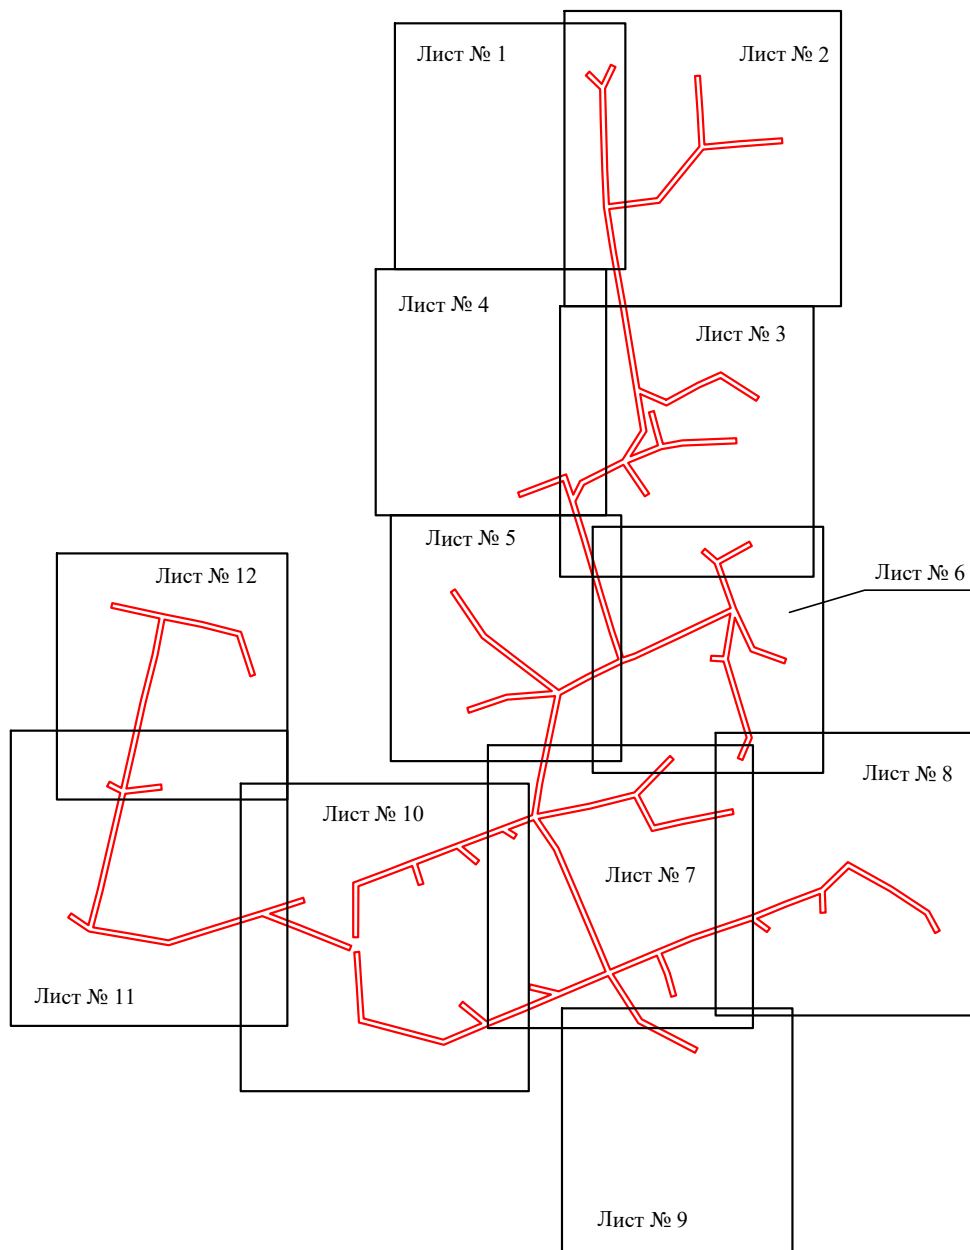 Лист № 1
Лист № 2
Лист № 4
Лист № 3
Лист № 5
Лист № 6
Лист № 12
Лист № 8
Лист № 10
Лист № 7
Лист № 11
Лист № 9